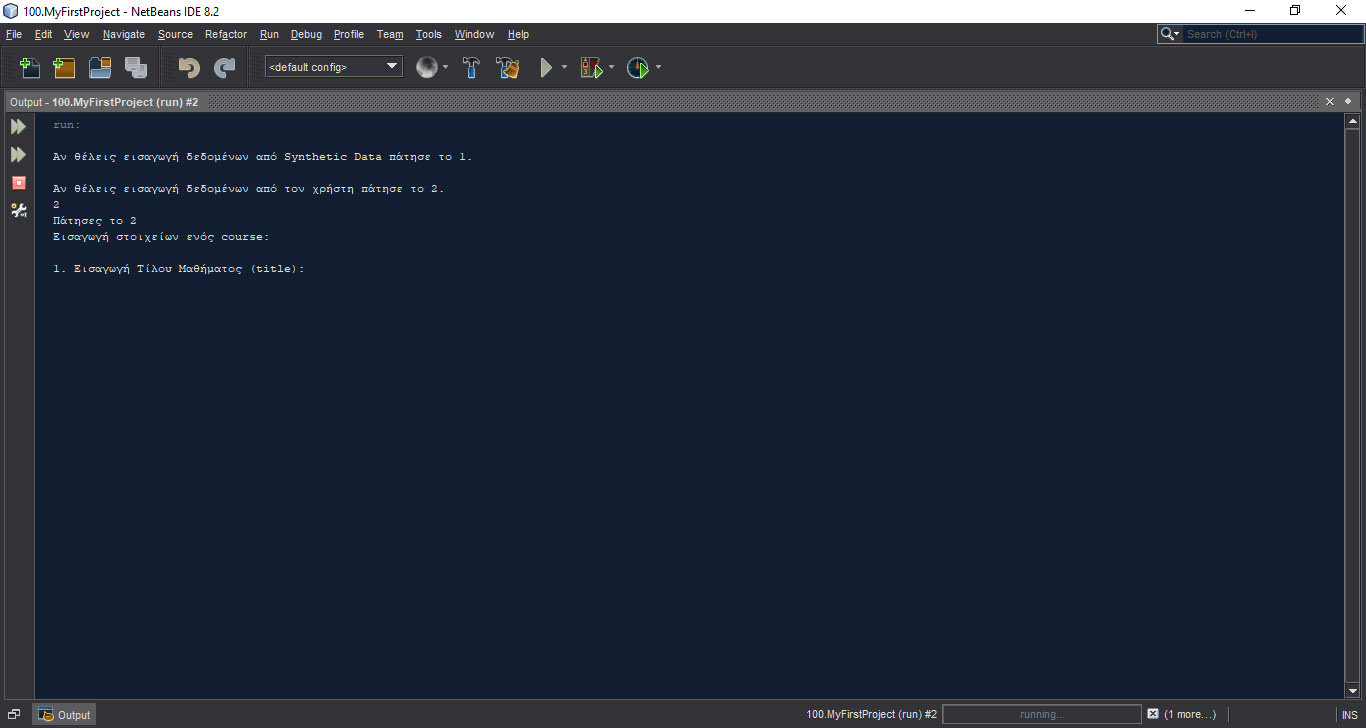 100.MyFirstProject - NetBeans IDE 8.2
File Edit View Navigate Source Refactor Run Debug Profile Team Tools Window Help
Search (Ctrl+I)
<default config>
Output - 100.MyFirstProject (run) #2
run:
Αν θέλεις εισαγωγή δεδομένων από Synthetic Data πάτησε το 1.
Αν θέλεις εισαγωγή δεδομένων από τον χρήστη πάτησε το 2.
2
Πάτησες το 2
Εισαγωγή στοιχείων ενός course:
1. Εισαγωγή Τίλου Μαθήματος (title):
Output
100.MyFirstProject (run) #2 running... (1 more...) INS